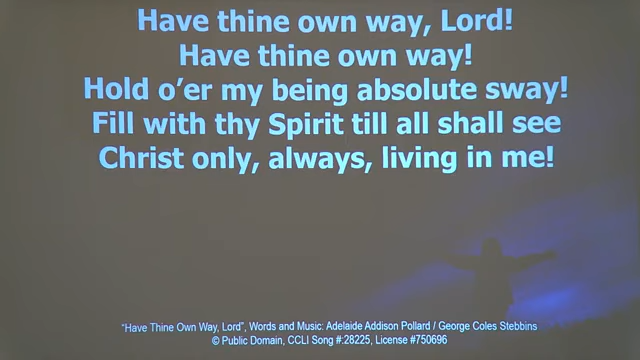 Have thine own way, Lord!
Have thine own way!
Hold o'er my being absolute sway!
Fill with thy Spirit till all shall see
Christ only, always, living in me!
"Have Thine Own Way, Lord", Words and Music: Adelaide Addison Pollard / George Coles Stebbins
© Public Domain, CCLI Song #:28225, License #750696